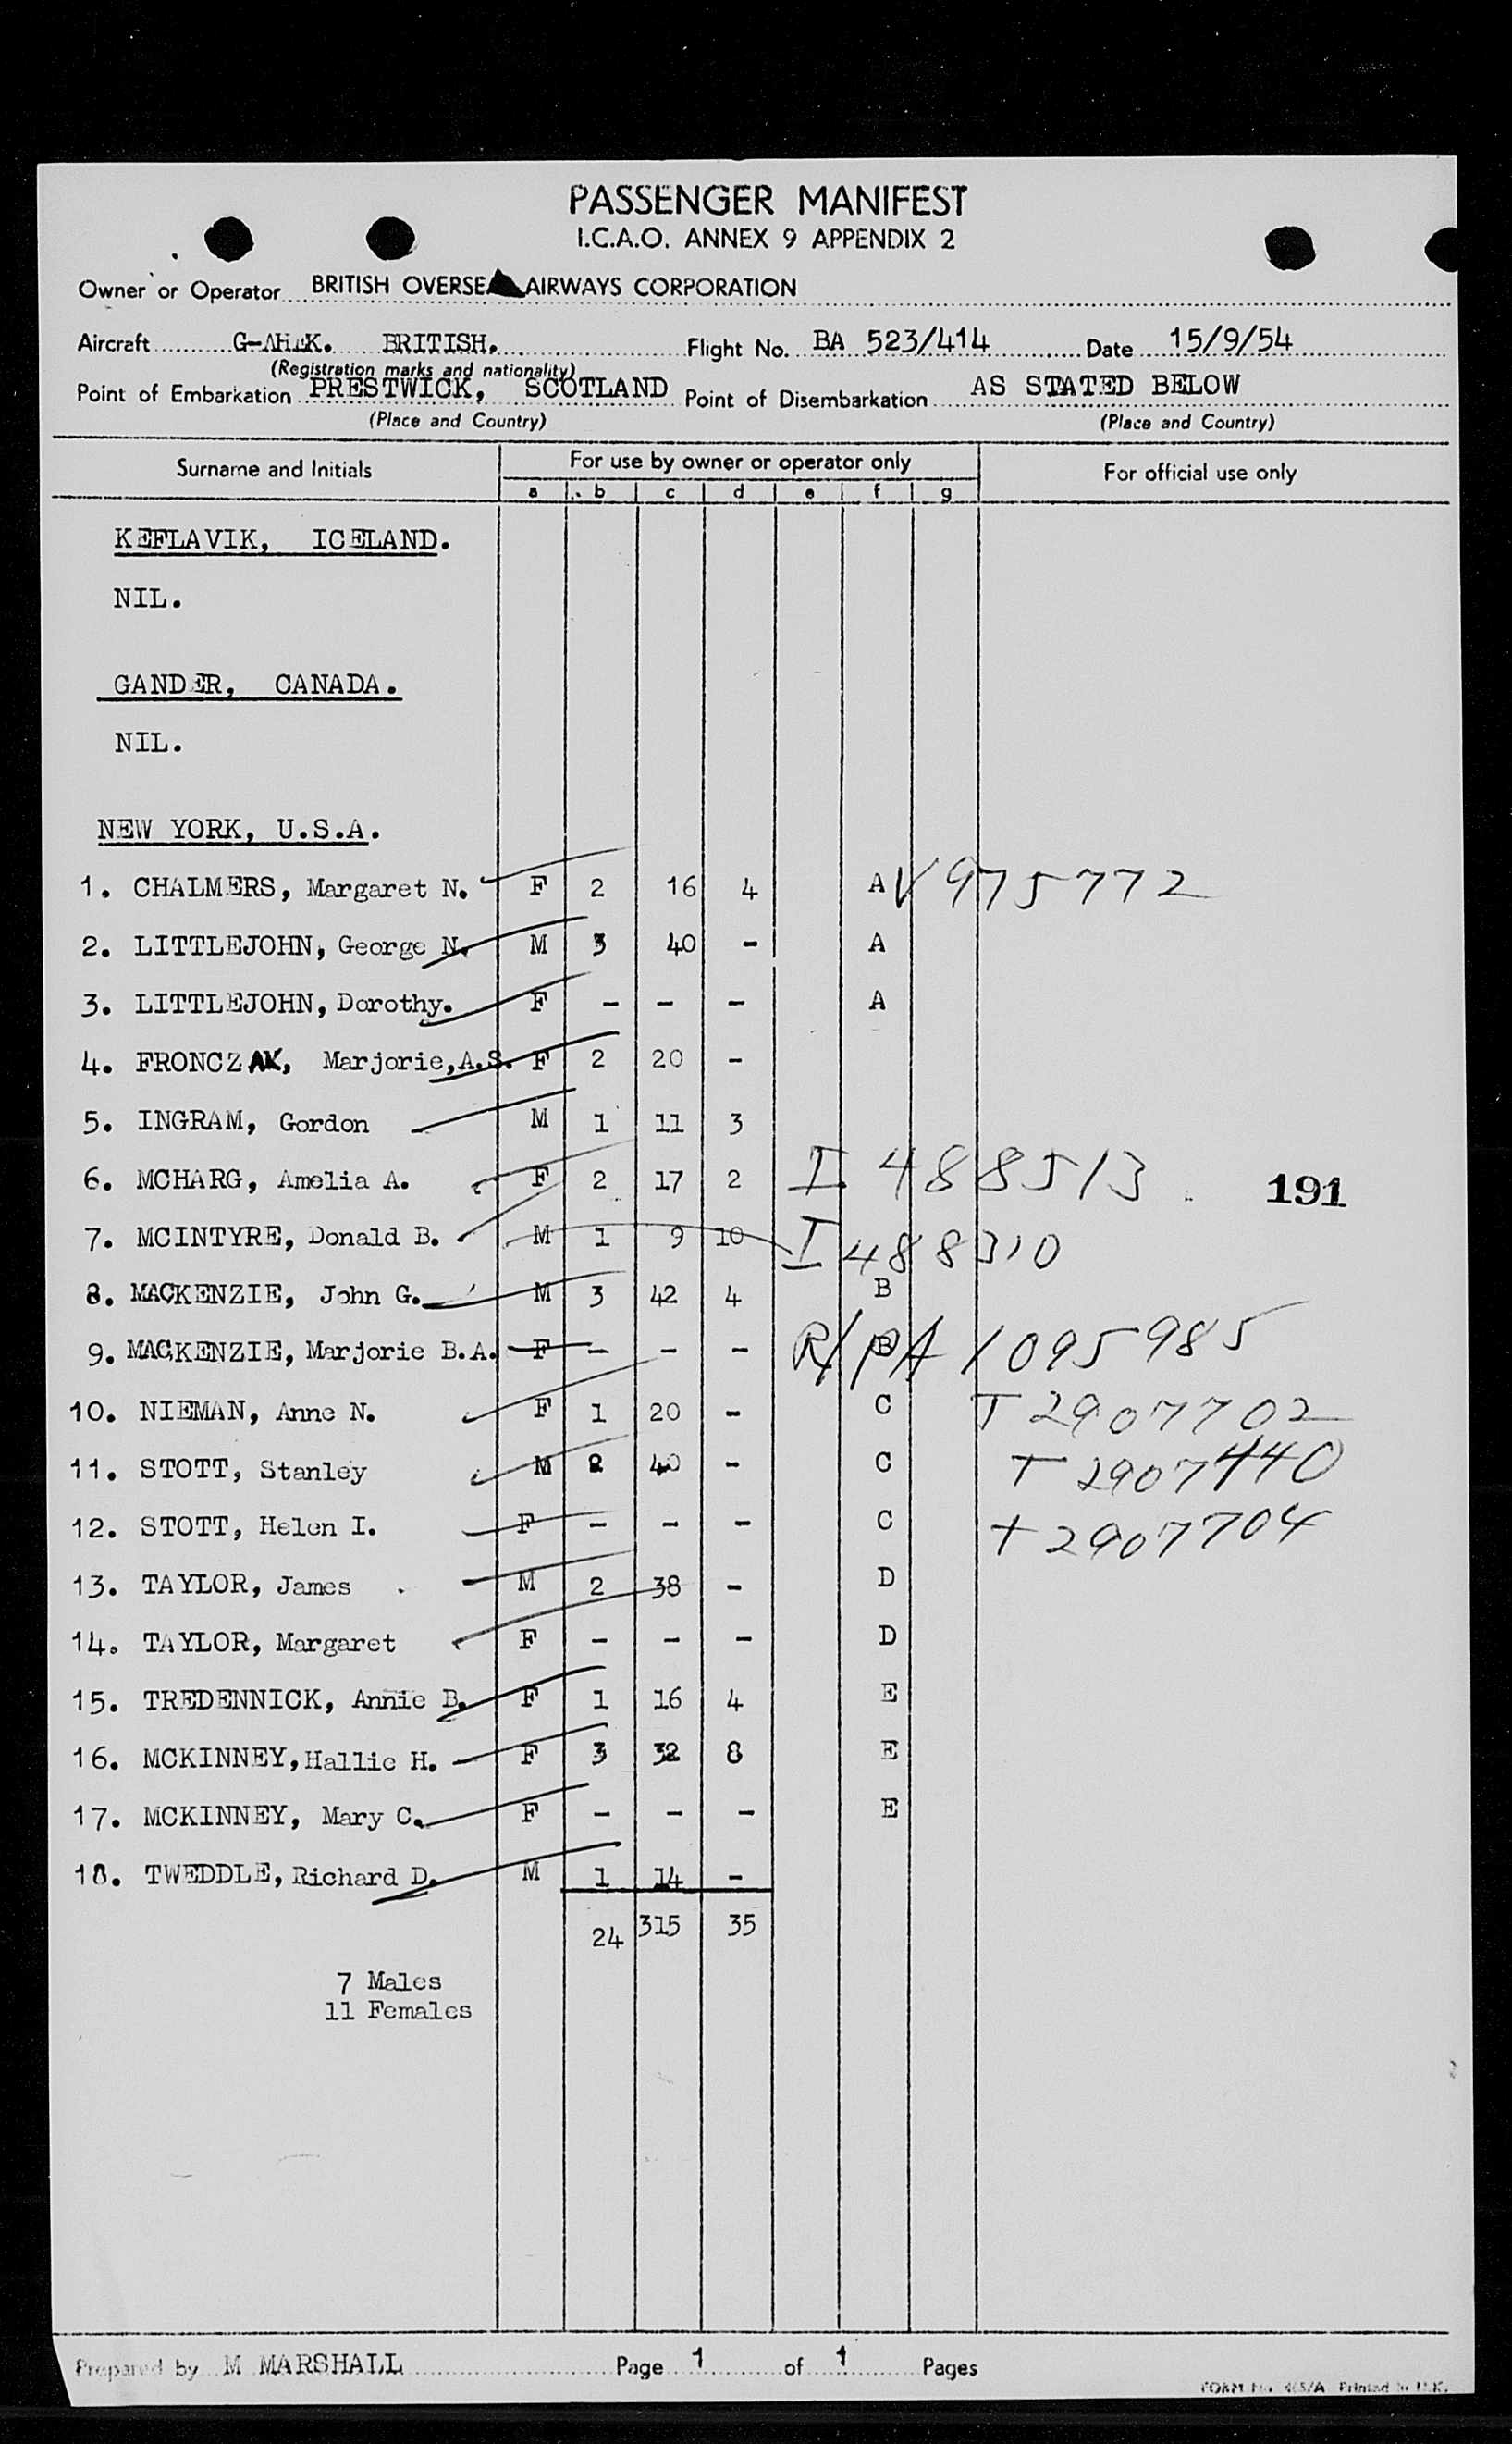 PASSENGER MANIFEST
I.C.A.O. ANNEX 9 APPENDIX 2
Owner or Operator BRITISH OVERSEA AIRWAYS CORPORATION
Aircraft BRITISH. Flight No. BA 523/414 Date 15/9/54
(Registration marks and nationality)
Point of Embarkation PRESTWICK, SCOTLAND Point of Disembarkation AS STATED BELOW
(Place and Country) (Place and Country)
Surname and Initials For use by owner or operator only For official use only
a b c d e f g
KEFLAVIK, ICELAND.
NIL.
GANDER, CANADA.
NIL.
NEW YORK, U.S.A.
1. CHALMERS, Margaret N. F 2 16 4 A V 975772
2. LITTLEJOHN, George N. M 3 40 - A
3. LITTLEJOHN, Dorothy. F - - - A
4. FRONCZAK, Marjorie,A.S. F 2 20 -
5. INGRAM, Gordon M 1 11 3
6. MCHARG, Amelia A. F 2 17 2 I 488513 191
7. MCINTYRE, Donald B. M 1 9 10 I 488310
8. MACKENZIE, John G. M 3 42 4 B
9. MACKENZIE, Marjorie B.A. F - - - B R/PA 1095985
10. NIEMAN, Anne N. F 1 20 - C T 2907702
11. STOTT, Stanley M 2 40 - C T 2907440
12. STOTT, Helen I. F - - - C T 2907704
13. TAYLOR, James M 2 38 - D
14. TAYLOR, Margaret F - - - D
15. TREDENNICK, Annie B. F 1 16 4 E
16. MCKINNEY, Hallie H. F 3 32 8 E
17. MCKINNEY, Mary C. F - - - E
18. TWEDDLE, Richard D. M 1 14 -
24 315 35
7 Males
11 Females
Prepared by M MARSHALL Page 1 of 1 Pages
FORM No. 465/A Printed in U.K.